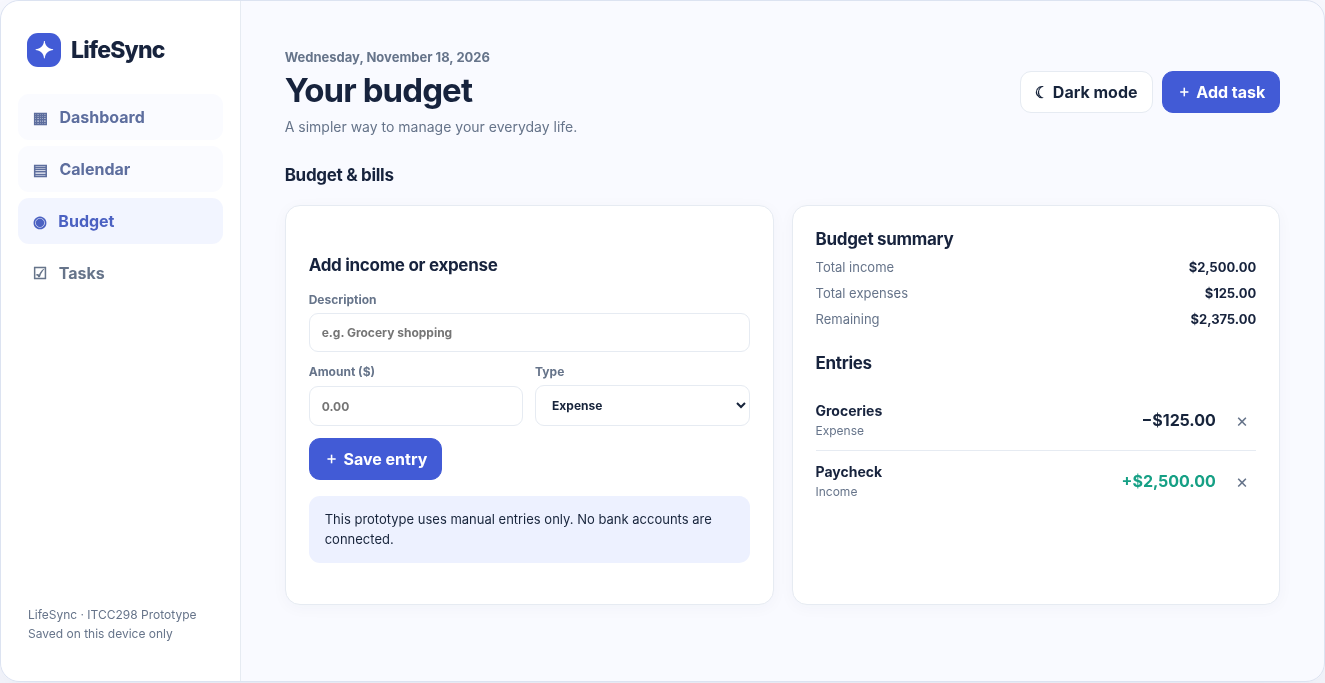 LifeSync
Dashboard
Calendar
Budget
Tasks
LifeSync · ITCC298 Prototype
Saved on this device only
Wednesday, November 18, 2026
Your budget
A simpler way to manage your everyday life.
☾ Dark mode
+ Add task
Budget & bills
Add income or expense
Description
e.g. Grocery shopping
Amount ($)
Type
0.00
Expense
+ Save entry
This prototype uses manual entries only. No bank accounts are
connected.
Budget summary
Total income $2,500.00
Total expenses $125.00
Remaining $2,375.00
Entries
Groceries
Expense
−$125.00 ×
Paycheck
Income
+$2,500.00 ×